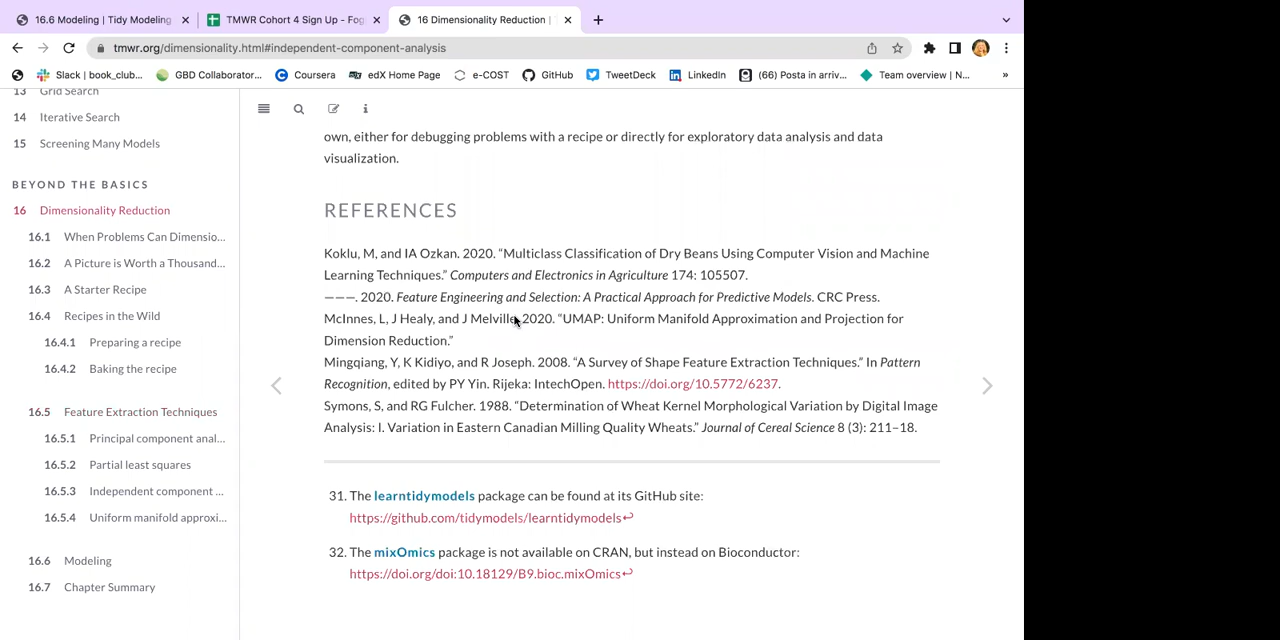 16.6 Modeling | Tidy Modeling
TMWR Cohort 4 Sign Up - Fog
16 Dimensionality Reduction |
tmwr.org/dimensionality.html#independent-component-analysis
Slack | book_club...
GBD Collaborator...
Coursera
edX Home Page
e-COST
GitHub
TweetDeck
LinkedIn
(66) Posta in arriv...
Team overview | N...
»
13 Grid Search
14 Iterative Search
15 Screening Many Models
BEYOND THE BASICS
16 Dimensionality Reduction
16.1 When Problems Can Dimensio...
16.2 A Picture is Worth a Thousand...
16.3 A Starter Recipe
16.4 Recipes in the Wild
16.4.1 Preparing a recipe
16.4.2 Baking the recipe
16.5 Feature Extraction Techniques
16.5.1 Principal component anal...
16.5.2 Partial least squares
16.5.3 Independent component ...
16.5.4 Uniform manifold approxi...
16.6 Modeling
16.7 Chapter Summary
own, either for debugging problems with a recipe or directly for exploratory data analysis and data
visualization.
REFERENCES
Koklu, M, and IA Ozkan. 2020. “Multiclass Classification of Dry Beans Using Computer Vision and Machine
Learning Techniques.” Computers and Electronics in Agriculture 174: 105507.
———. 2020. Feature Engineering and Selection: A Practical Approach for Predictive Models. CRC Press.
McInnes, L, J Healy, and J Melville. 2020. “UMAP: Uniform Manifold Approximation and Projection for
Dimension Reduction.”
Mingqiang, Y, K Kidiyo, and R Joseph. 2008. “A Survey of Shape Feature Extraction Techniques.” In Pattern
Recognition, edited by PY Yin. Rijeka: IntechOpen. https://doi.org/10.5772/6237.
Symons, S, and RG Fulcher. 1988. “Determination of Wheat Kernel Morphological Variation by Digital Image
Analysis: I. Variation in Eastern Canadian Milling Quality Wheats.” Journal of Cereal Science 8 (3): 211–18.
31. The learntidymodels package can be found at its GitHub site:
https://github.com/tidymodels/learntidymodels↩
32. The mixOmics package is not available on CRAN, but instead on Bioconductor:
https://doi.org/doi:10.18129/B9.bioc.mixOmics↩